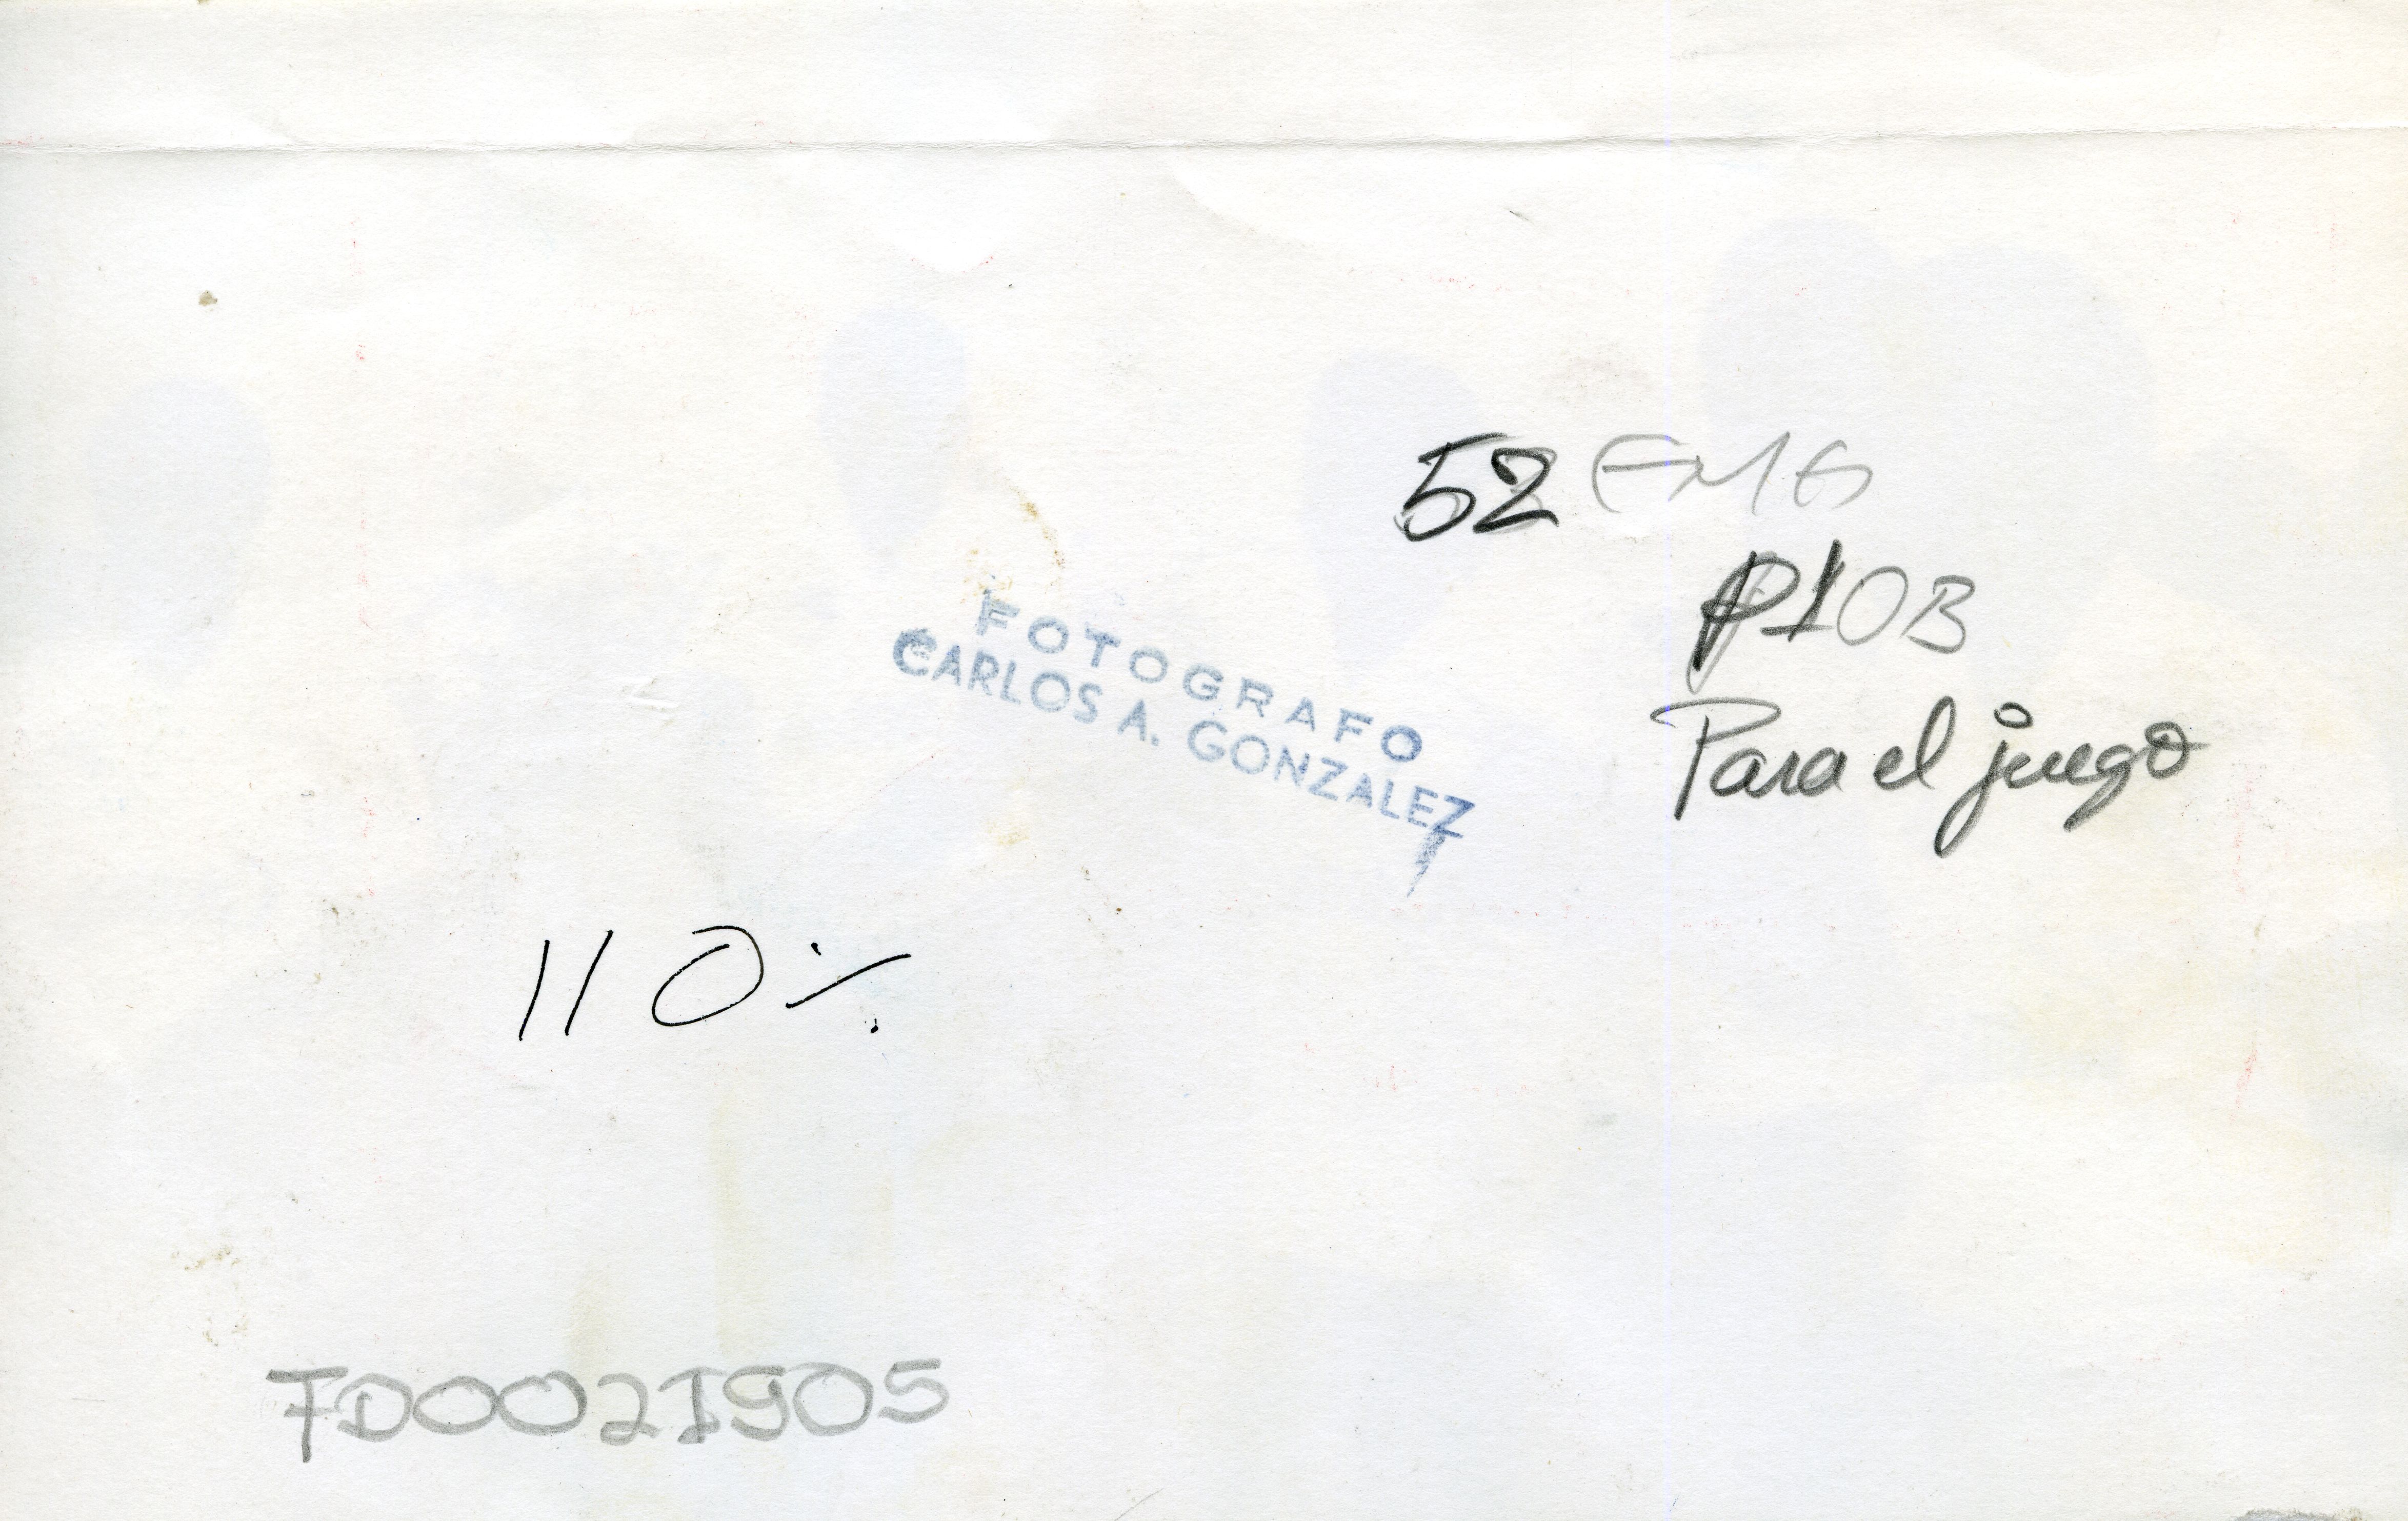 52 EMG
P10B
Para el juego
FOTOGRAFO
CARLOS A. GONZALEZ
110%
FD0021905